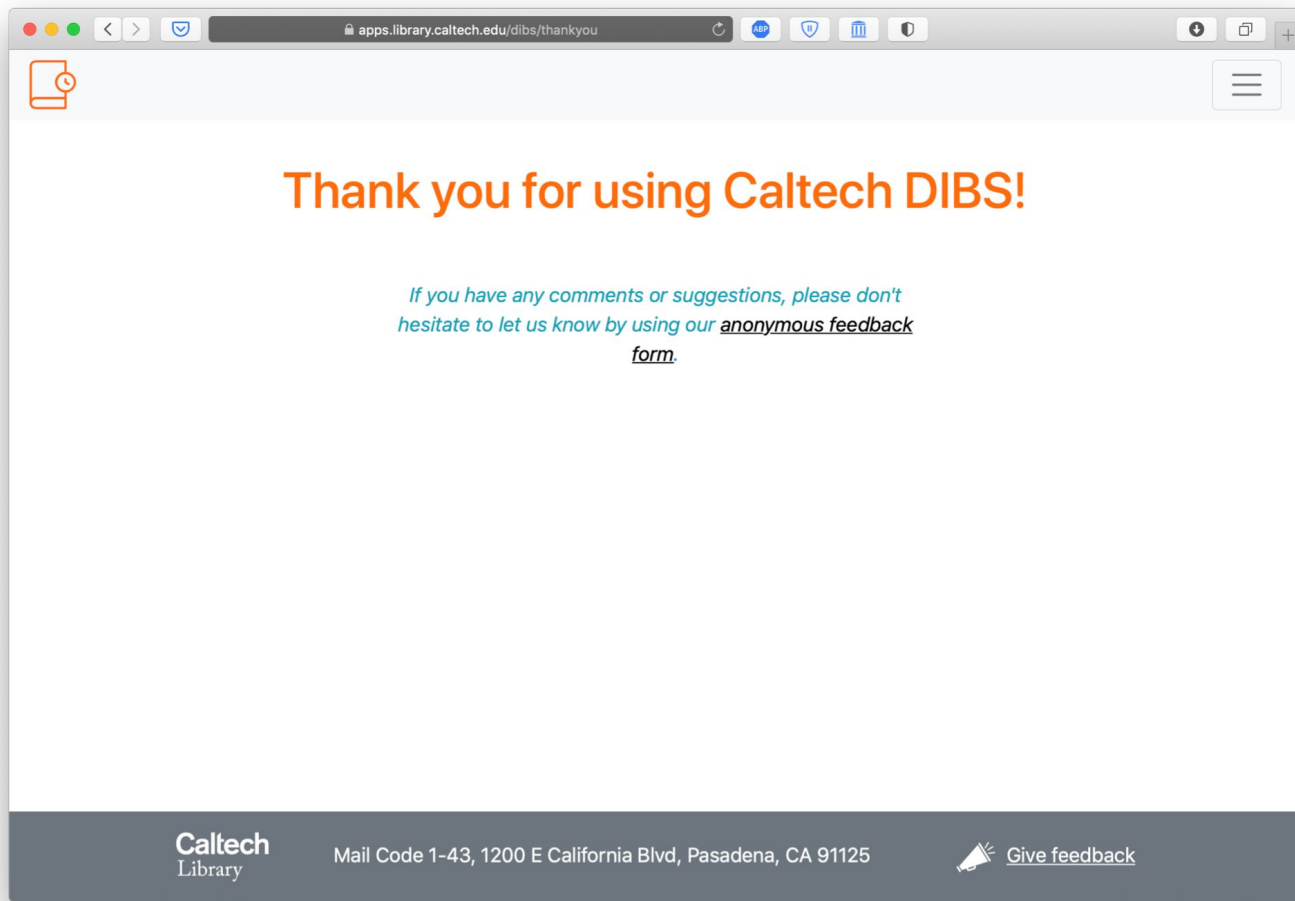 apps.library.caltech.edu/dibs/thankyou
ABP
Thank you for using Caltech DIBS!
If you have any comments or suggestions, please don't
hesitate to let us know by using our anonymous feedback
form.
Caltech
Library
Mail Code 1-43, 1200 E California Blvd, Pasadena, CA 91125
Give feedback